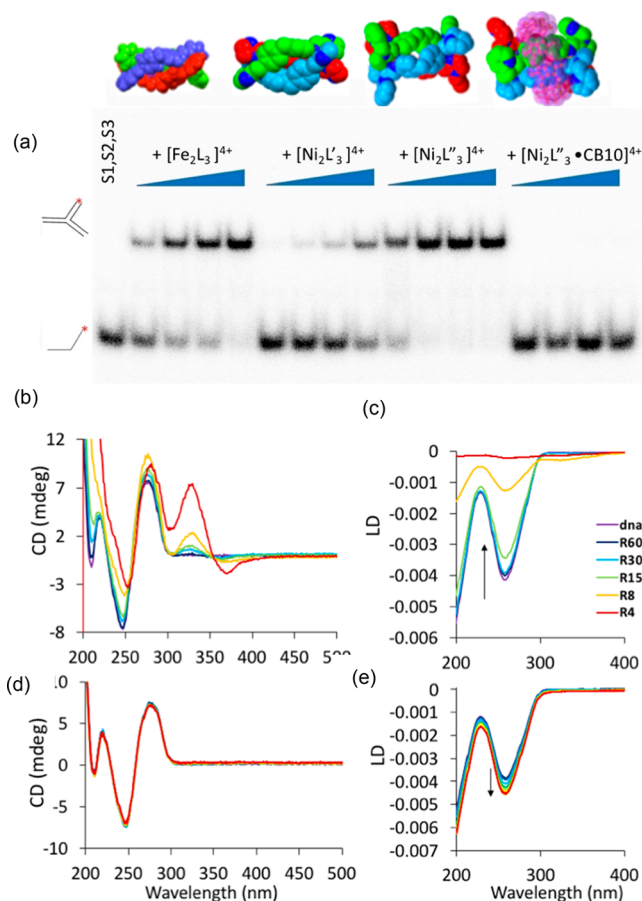 (a)
S1,S2,S3
+ [Fe₂L₃]⁴⁺
+ [Ni₂L′₃]⁴⁺
+ [Ni₂L″₃]⁴⁺
+ [Ni₂L″₃•CB10]⁴⁺
*
*
(b)
CD (mdeg)
12
7
2
-3
-8
200 250 300 350 400 450 500
(c)
LD
0
-0.001
-0.002
-0.003
-0.004
-0.005
-0.006
200 300 400
dna
R60
R30
R15
R8
R4
(d)
CD (mdeg)
10
5
0
-5
-10
200 250 300 350 400 450 500
Wavelength (nm)
(e)
LD
0
-0.001
-0.002
-0.003
-0.004
-0.005
-0.006
-0.007
200 300 400
Wavelength (nm)